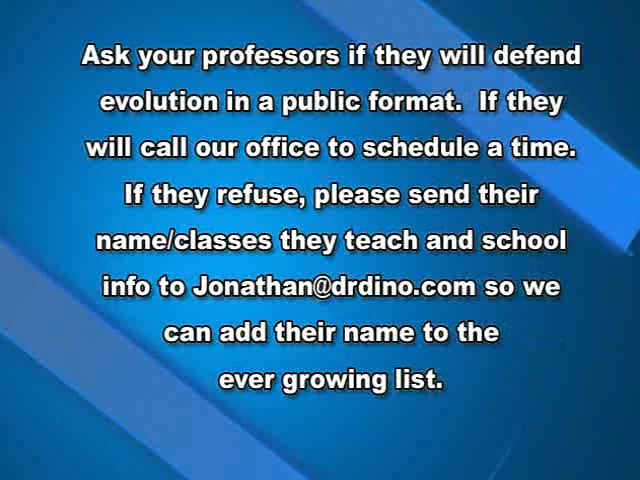 Ask your professors if they will defend
evolution in a public format. If they
will call our office to schedule a time.
If they refuse, please send their
name/classes they teach and school
info to Jonathan@drdino.com so we
can add their name to the
ever growing list.